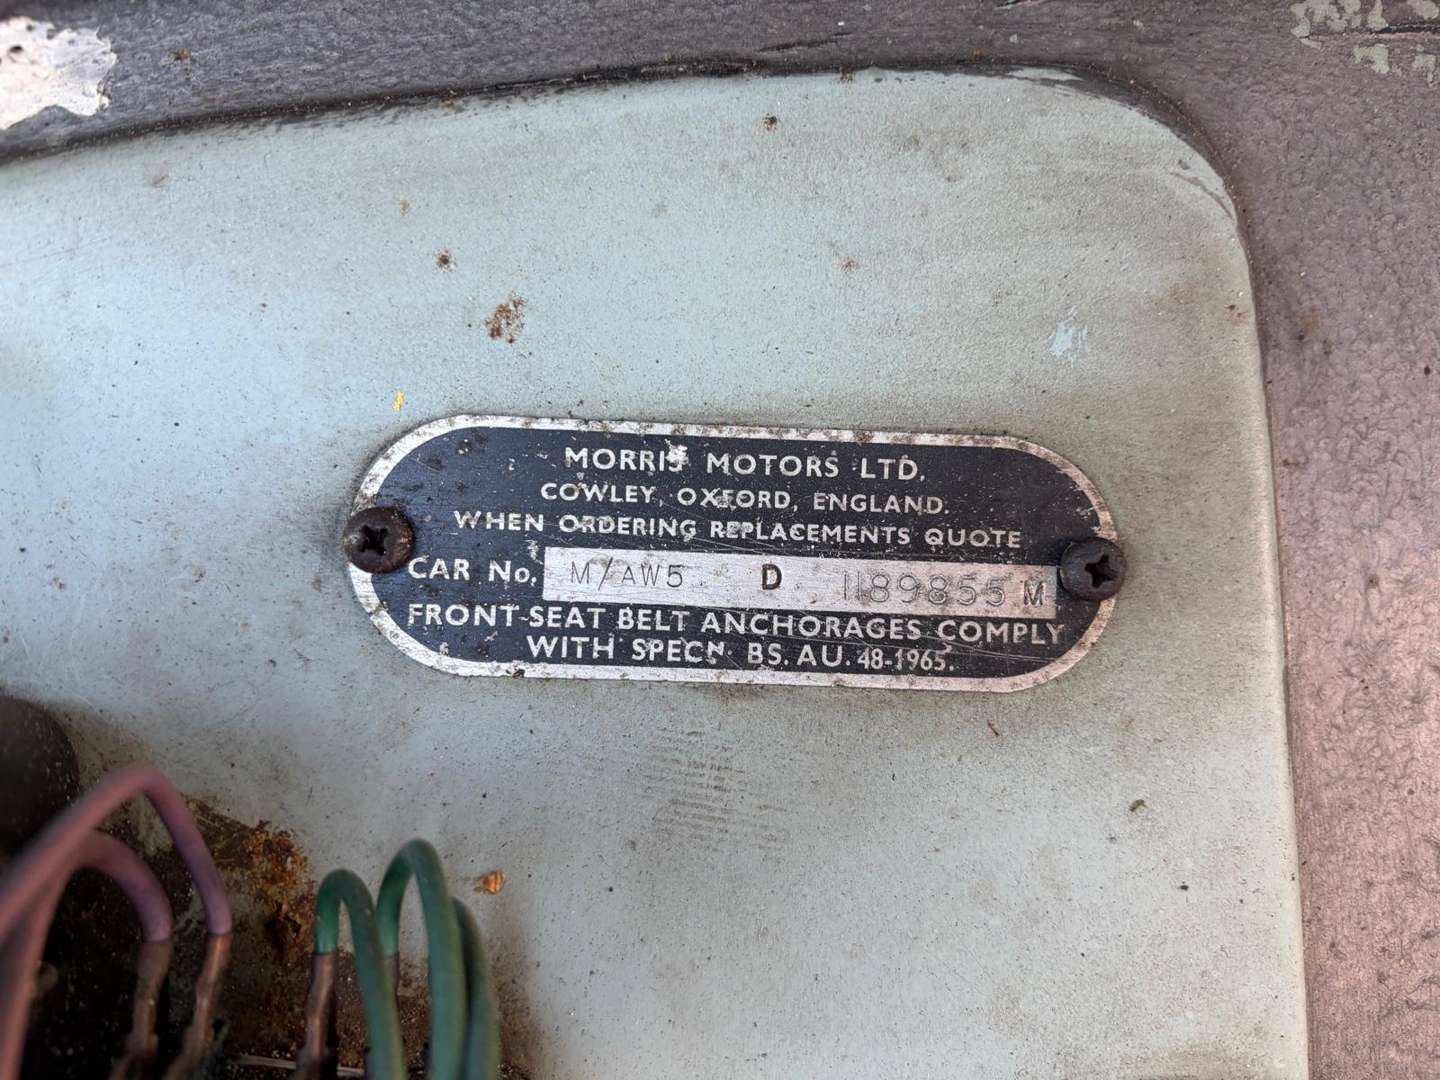 MORRIS MOTORS LTD.
COWLEY, OXFORD, ENGLAND.
WHEN ORDERING REPLACEMENTS QUOTE
CAR No. M/AW5 D 1189855 M
FRONT-SEAT BELT ANCHORAGES COMPLY
WITH SPECN. BS. AU. 48-1965.